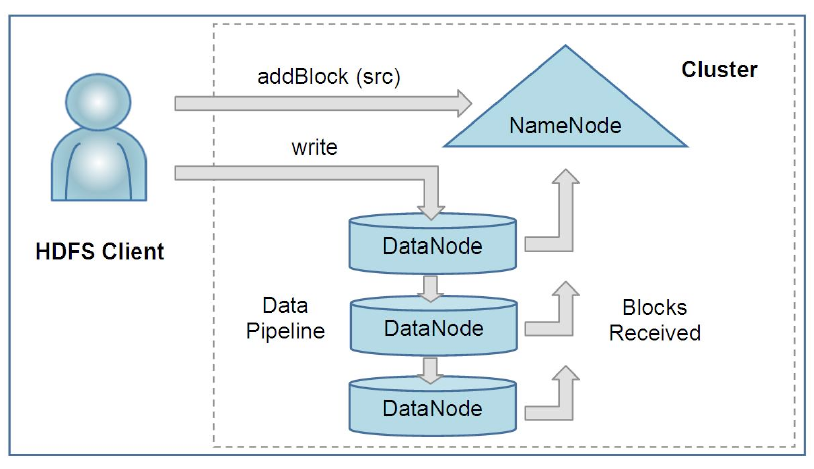 addBlock (src)
Cluster
NameNode
write
HDFS Client
DataNode
Data
Pipeline
DataNode
Blocks
Received
DataNode